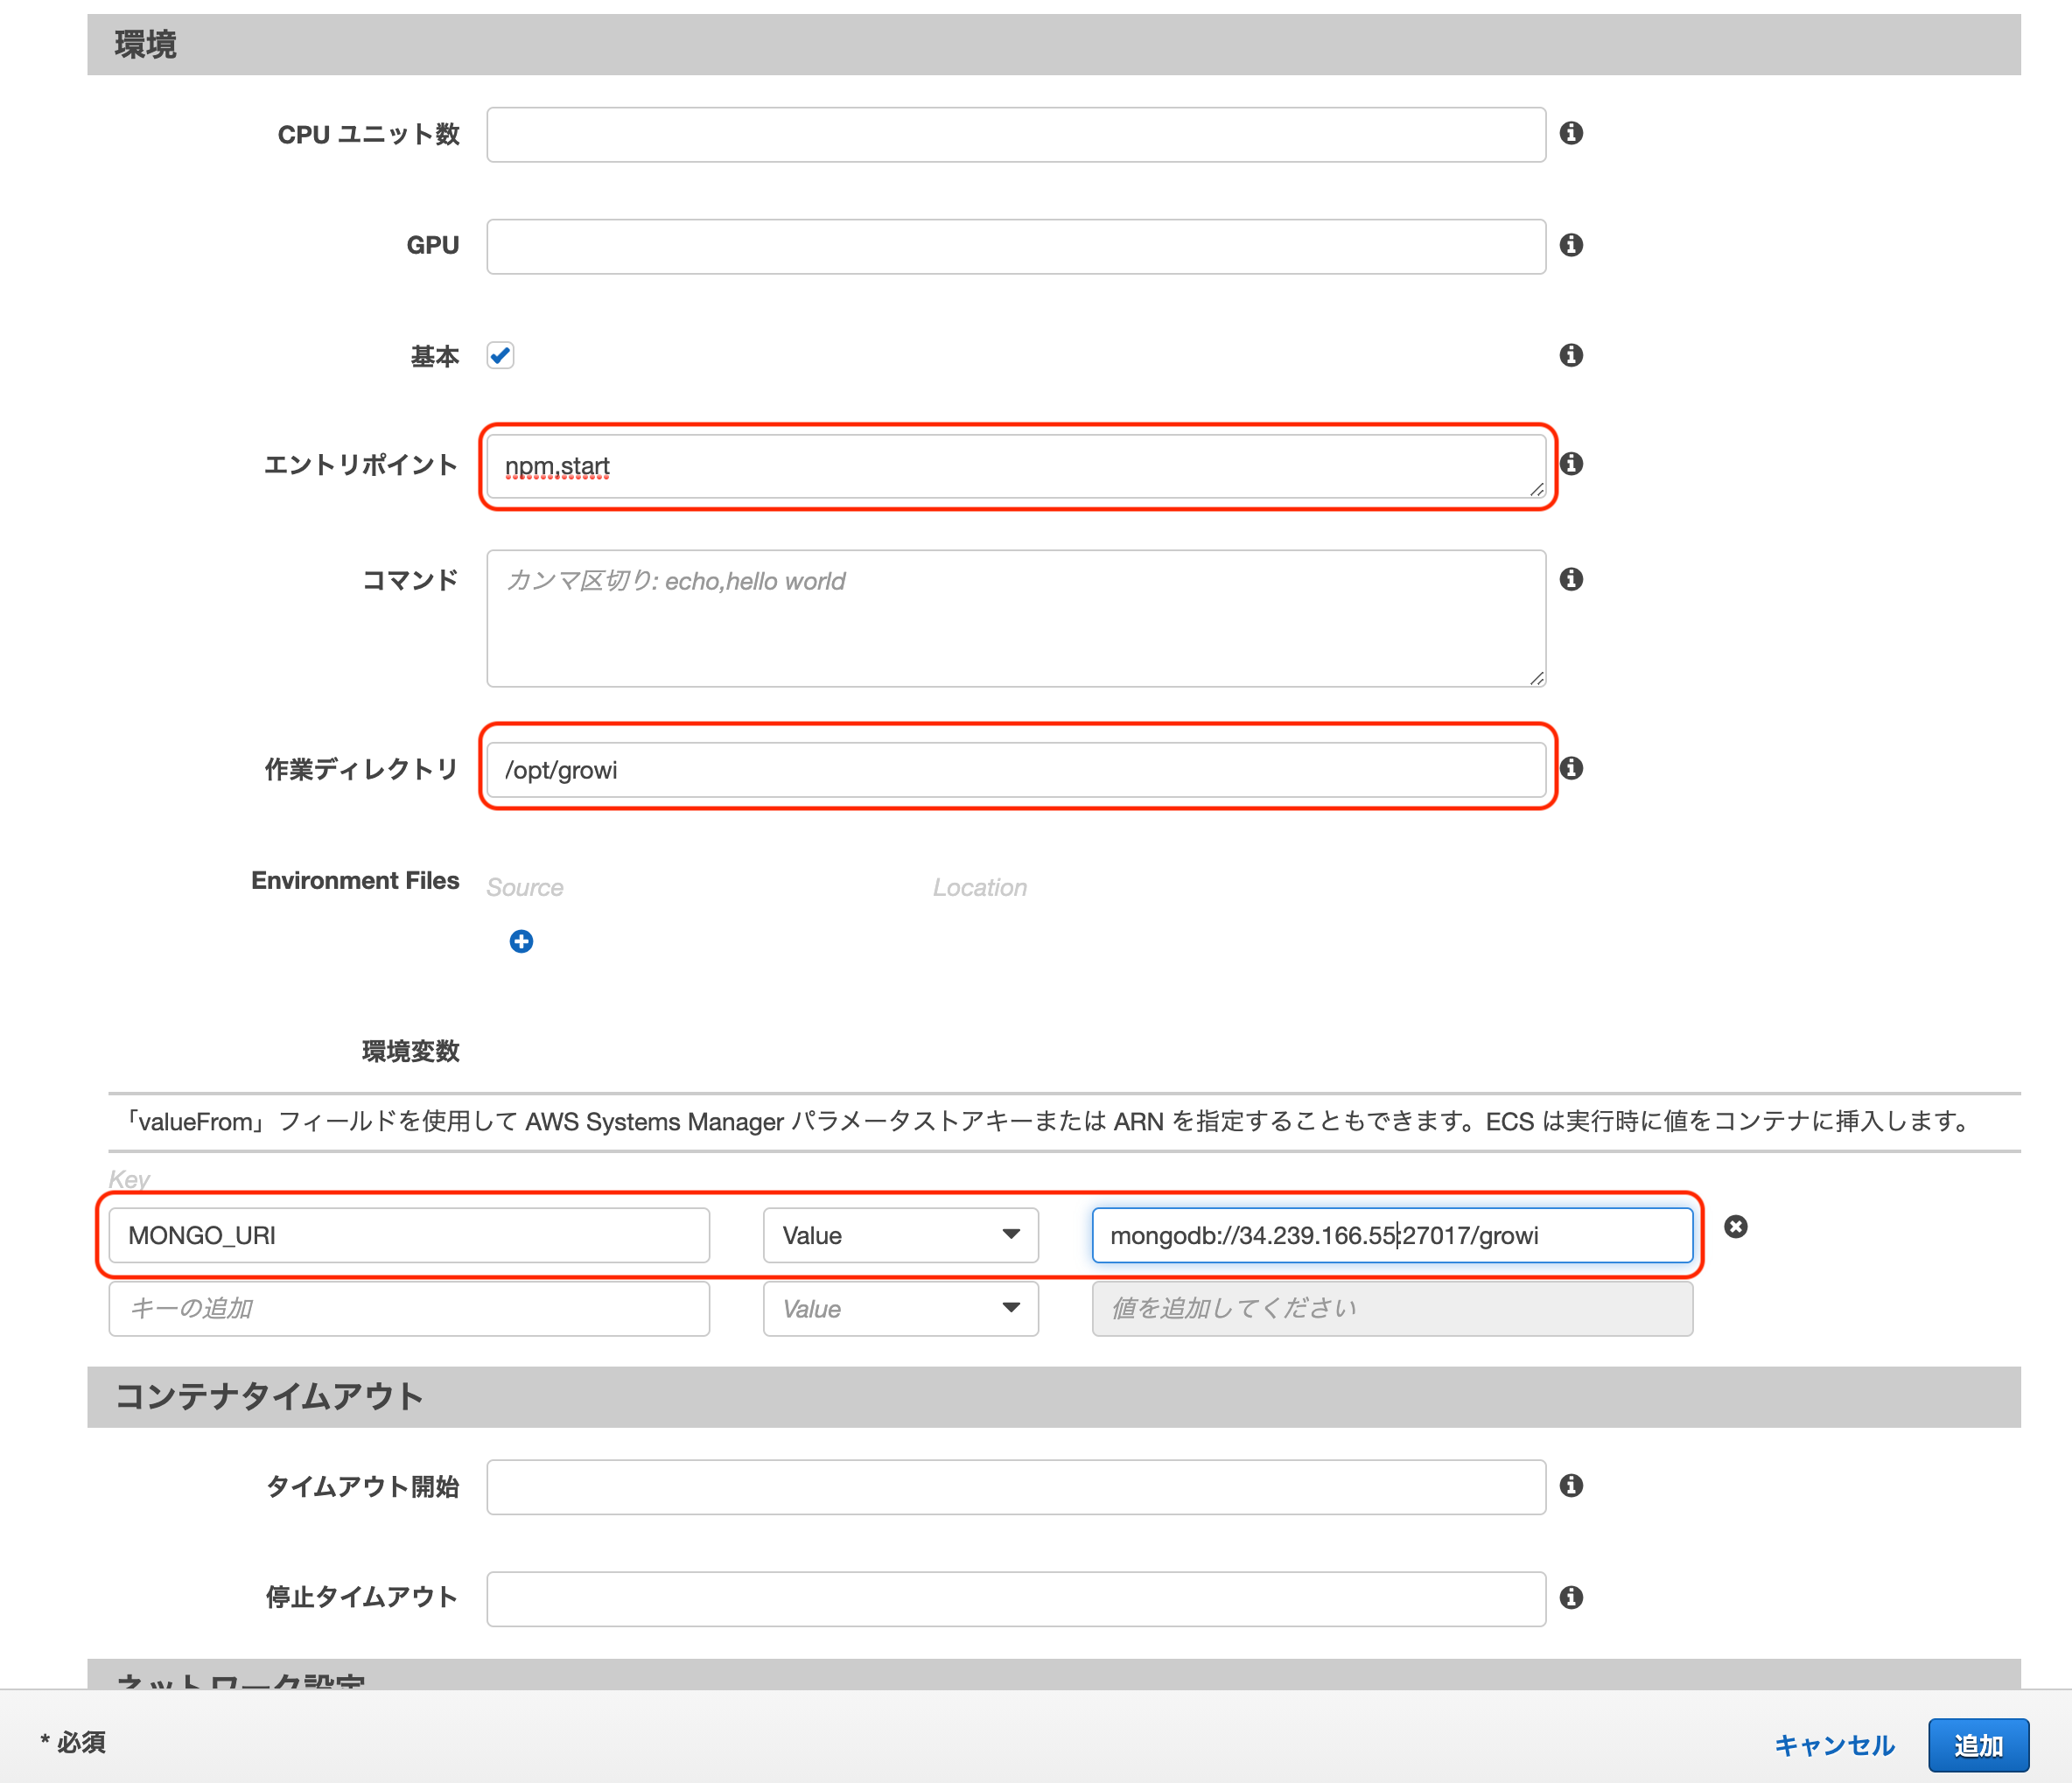 環境
CPU ユニット数
GPU
基本
エントリポイント npm,start
コマンド カンマ区切り: echo,hello world
作業ディレクトリ /opt/growi
Environment Files Source Location
環境変数
「valueFrom」フィールドを使用して AWS Systems Manager パラメータストアキーまたは ARN を指定することもできます。ECS は実行時に値をコンテナに挿入します。
Key
MONGO_URI Value mongodb://34.239.166.55:27017/growi
キーの追加 Value 値を追加してください
コンテナタイムアウト
タイムアウト開始
停止タイムアウト
ネットワーク設定
* 必須 キャンセル 追加